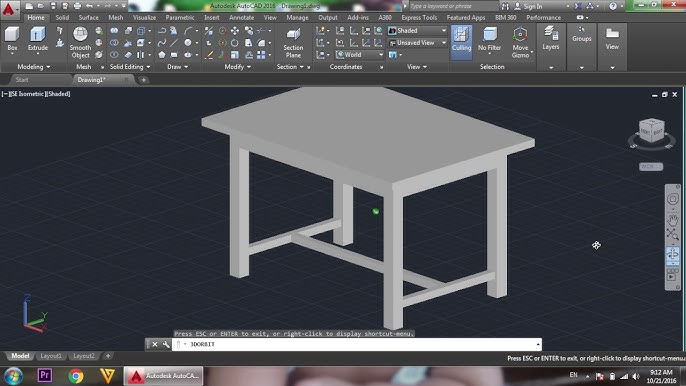 Autodesk AutoCAD 2016 Drawing1.dwg
Type a keyword or phrase
Sign In
Home Solid Surface Mesh Visualize Parametric Insert Annotate View Manage Output Add-ins A360 Express Tools Featured Apps BIM 360 Performance
Box
Extrude
Smooth
Object
Section
Plane
Shaded
Unsaved View
World
Culling
No Filter
Move
Gizmo
Layers
Groups
View
Modeling
Mesh
Solid Editing
Draw
Modify
Section
Coordinates
Selection
Start
Drawing1*
[−][SE Isometric][Shaded]
Press ESC or ENTER to exit, or right-click to display shortcut-menu.
3DORBIT
Model
Layout1
Layout2
Press ESC or ENTER to exit, or right-click to display shortcut-menu.
Pr
Autodesk AutoCA...
EN
9:12 AM
10/21/2016